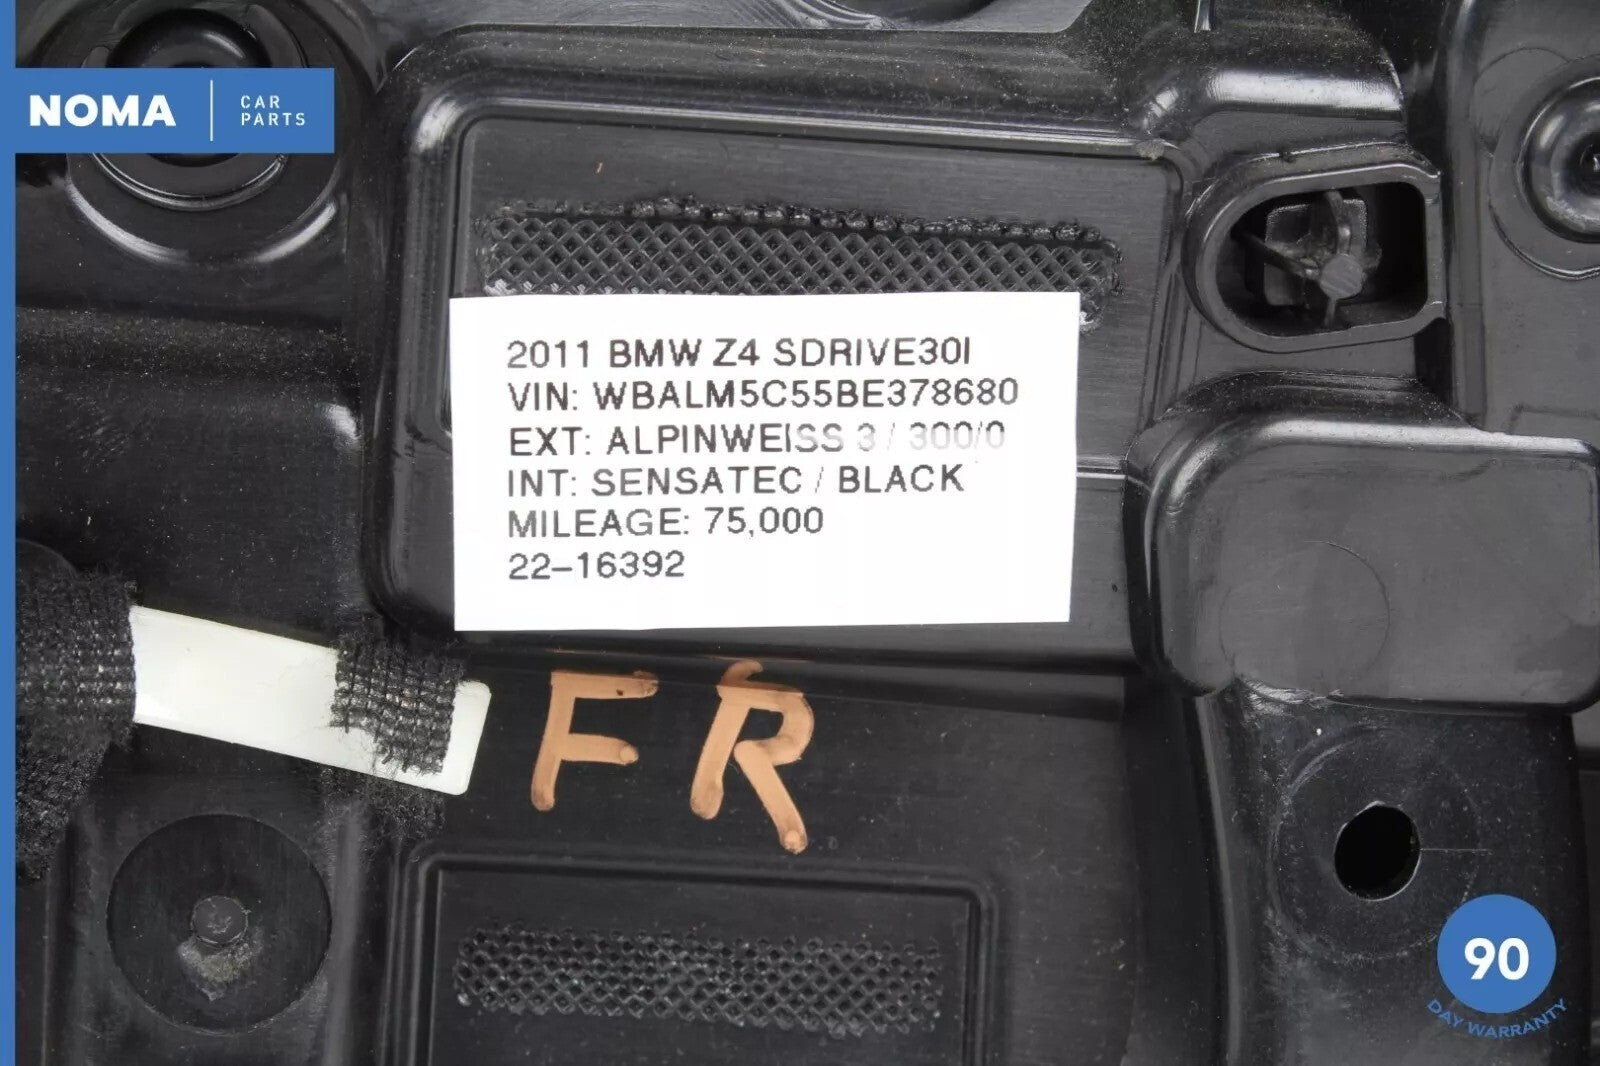 NOMA
CAR
PARTS
2011 BMW Z4 SDRIVE30I
VIN: WBALM5C55BE378680
EXT: ALPINWEISS 3 / 300/0
INT: SENSATEC / BLACK
MILEAGE: 75,000
22-16392
FR
90
DAY WARRANTY